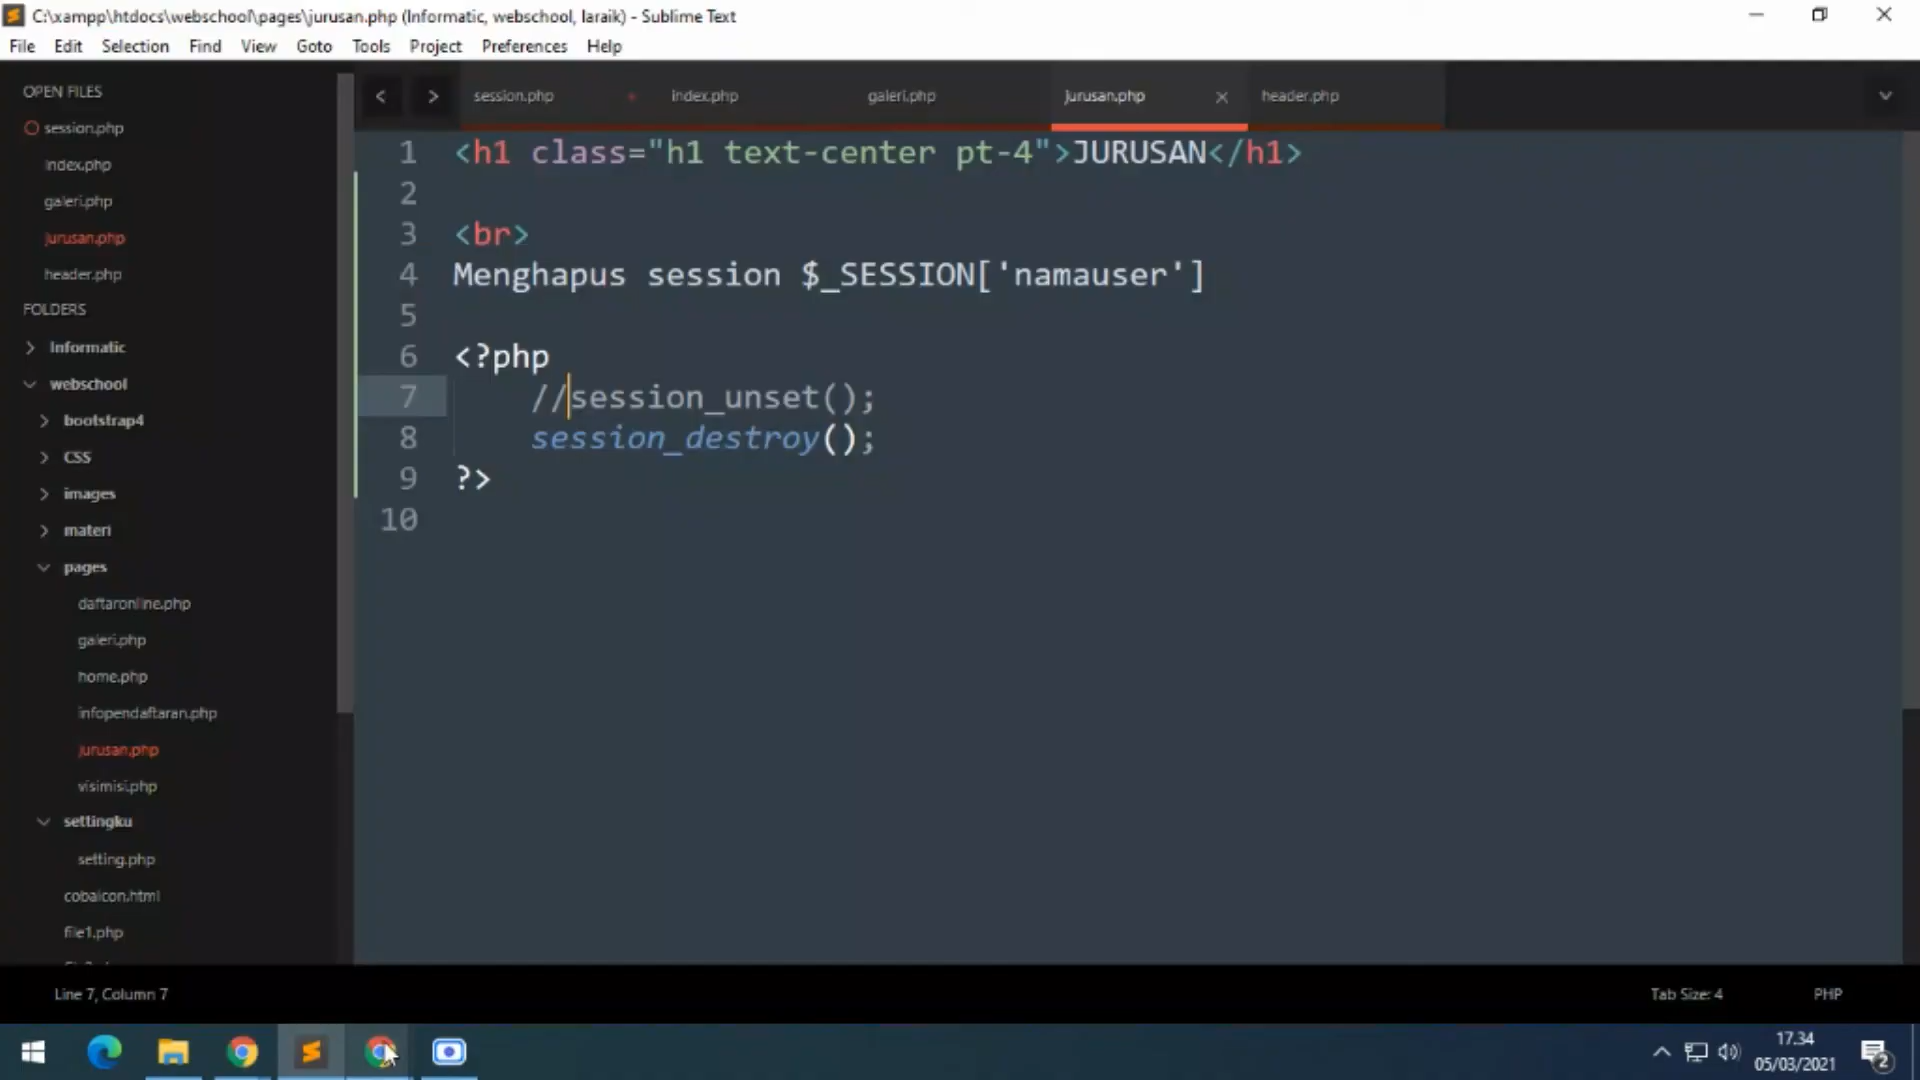 C:\xampp\htdocs\webschool\pages\jurusan.php (Informatic, webschool, laraik) - Sublime Text
File Edit Selection Find View Goto Tools Project Preferences Help
OPEN FILES
session.php
index.php
galeri.php
jurusan.php
header.php
FOLDERS
Informatic
webschool
bootstrap4
CSS
images
materi
pages
daftaronline.php
galeri.php
home.php
infopendaftaran.php
jurusan.php
visimisi.php
settingku
setting.php
cobaicon.html
file1.php
session.php index.php galeri.php jurusan.php header.php
1 <h1 class="h1 text-center pt-4">JURUSAN</h1>
2
3 <br>
4 Menghapus session $_SESSION['namauser']
5
6 <?php
7 //session_unset();
8 session_destroy();
9 ?>
10
Line 7, Column 7
Tab Size: 4
PHP
17.34
05/03/2021
2